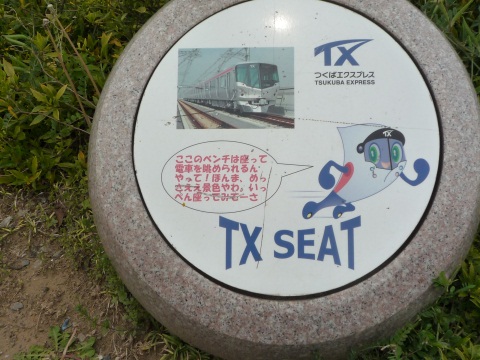 TX
つくばエクスプレス
TSUKUBA EXPRESS
TX
ここのベンチは座って
電車を眺められるん
やって！ほんま、めっ
さええ景色やわ。いっ
ぺん座ってみてーさ
TX SEAT